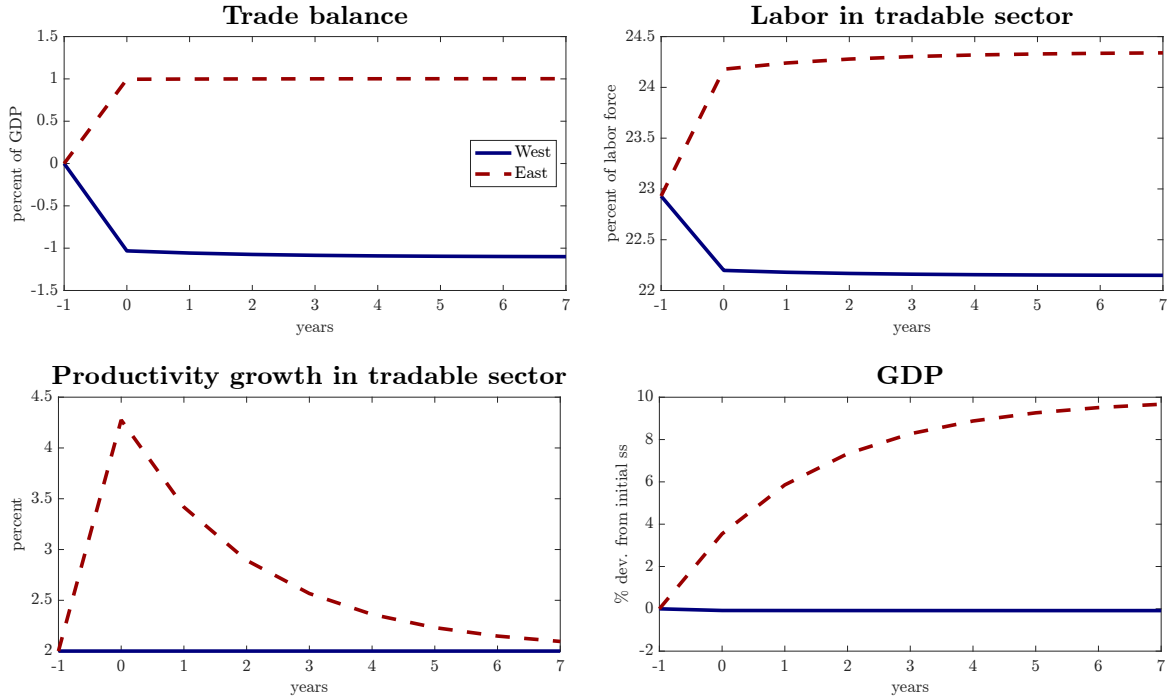 Trade balance
1.5
1
0.5
0
-0.5
-1
-1.5
percent of GDP
-1 0 1 2 3 4 5 6 7
years
West
East
Labor in tradable sector
24.5
24
23.5
23
22.5
22
percent of labor force
-1 0 1 2 3 4 5 6 7
years
Productivity growth in tradable sector
4.5
4
3.5
3
2.5
2
percent
-1 0 1 2 3 4 5 6 7
years
GDP
10
8
6
4
2
0
-2
% dev. from initial ss
-1 0 1 2 3 4 5 6 7
years